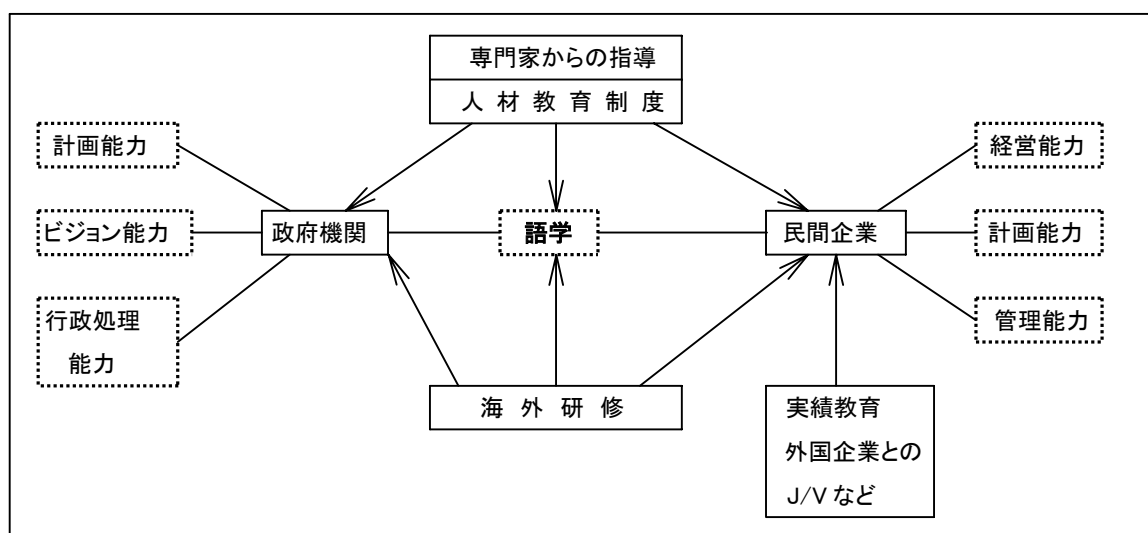 専門家からの指導
人材教育制度
計画能力
経営能力
ビジョン能力
政府機関
語学
民間企業
計画能力
行政処理
能力
管理能力
海外研修
実績教育
外国企業との
J/Vなど